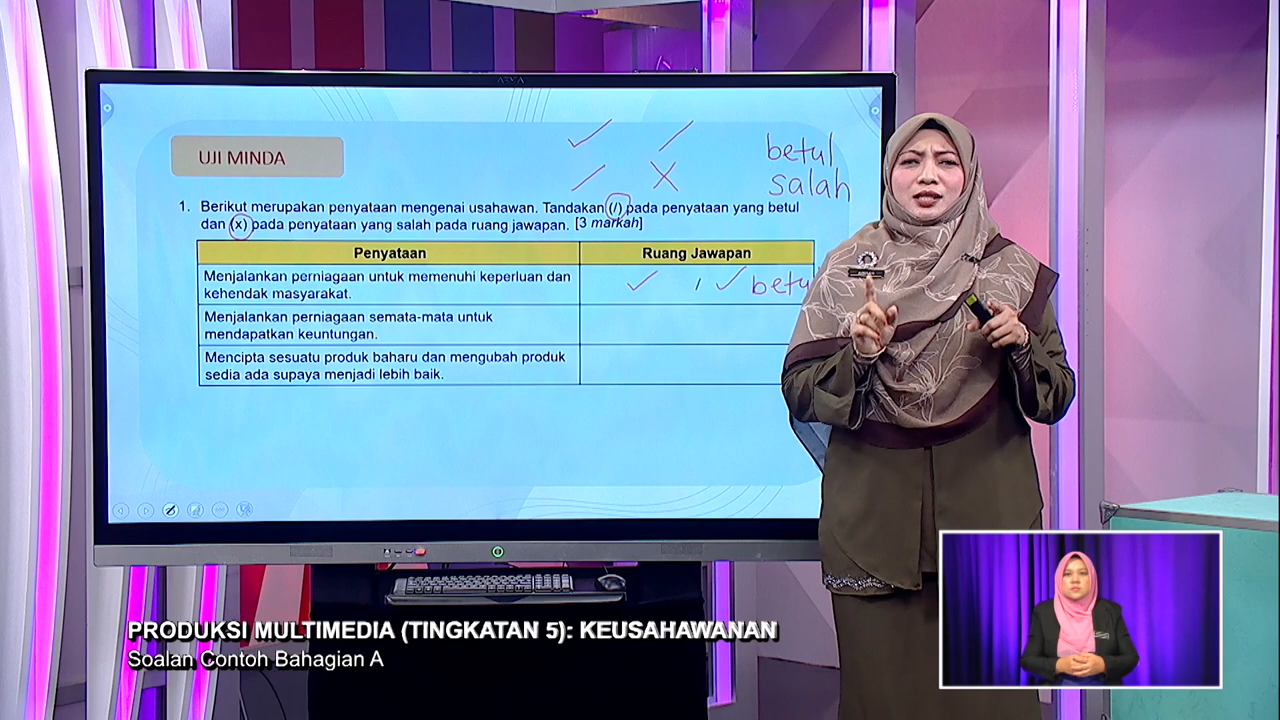 UJI MINDA
betul
salah
1. Berikut merupakan penyataan mengenai usahawan. Tandakan (/) pada penyataan yang betul
dan (x) pada penyataan yang salah pada ruang jawapan. [3 markah]
Penyataan Ruang Jawapan
Menjalankan perniagaan untuk memenuhi keperluan dan
kehendak masyarakat.
Menjalankan perniagaan semata-mata untuk
mendapatkan keuntungan.
Mencipta sesuatu produk baharu dan mengubah produk
sedia ada supaya menjadi lebih baik.
PRODUKSI MULTIMEDIA (TINGKATAN 5): KEUSAHAWANAN
Soalan Contoh Bahagian A